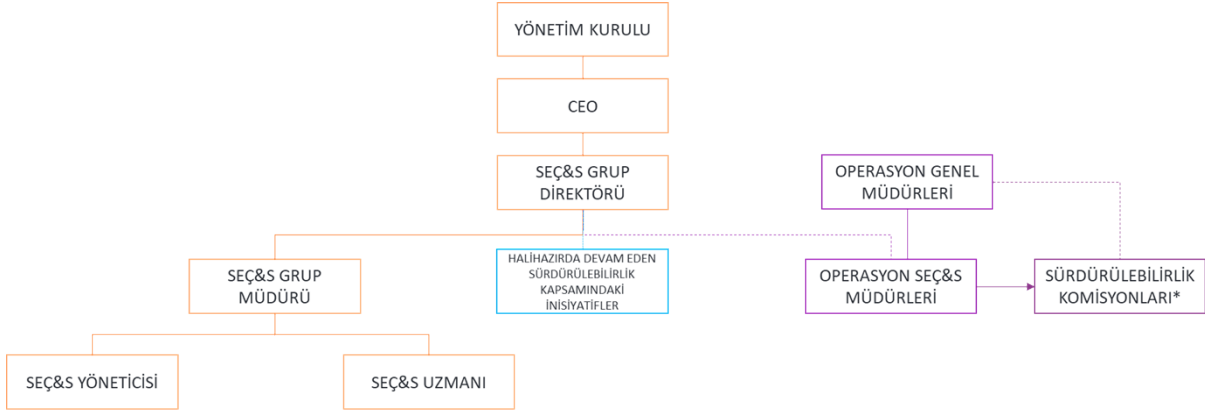 YÖNETİM KURULU
CEO
SEÇ&S GRUP
DİREKTÖRÜ
OPERASYON GENEL
MÜDÜRLERİ
SEÇ&S GRUP
MÜDÜRÜ
HALİHAZIRDA DEVAM EDEN
SÜRDÜRÜLEBİLİRLİK
KAPSAMINDAKİ
İNİSİYATİFLER
OPERASYON SEÇ&S
MÜDÜRLERİ
SÜRDÜRÜLEBİLİRLİK
KOMİSYONLARI*
SEÇ&S YÖNETİCİSİ
SEÇ&S UZMANI